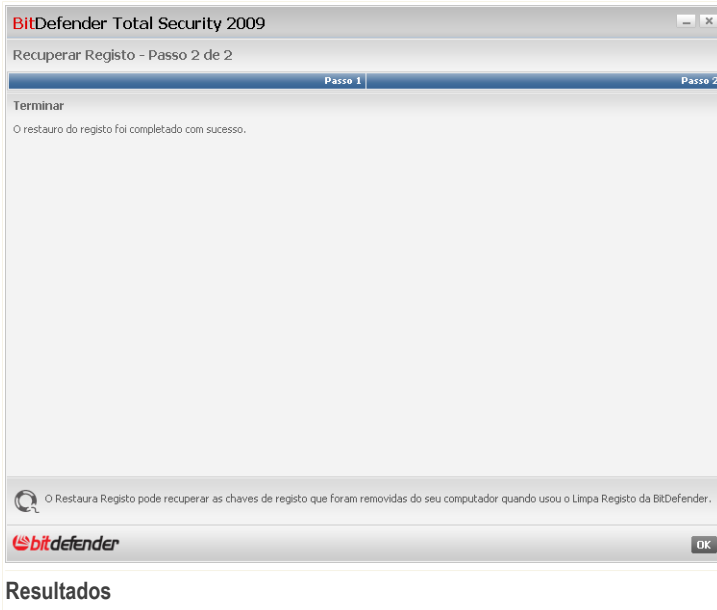 BitDefender Total Security 2009
Recuperar Registo - Passo 2 de 2
Passo 1
Passo 2
Terminar
O restauro do registo foi completado com sucesso.
O Restaura Registo pode recuperar as chaves de registo que foram removidas do seu computador quando usou o Limpa Registo da BitDefender.
bitdefender
OK
Resultados